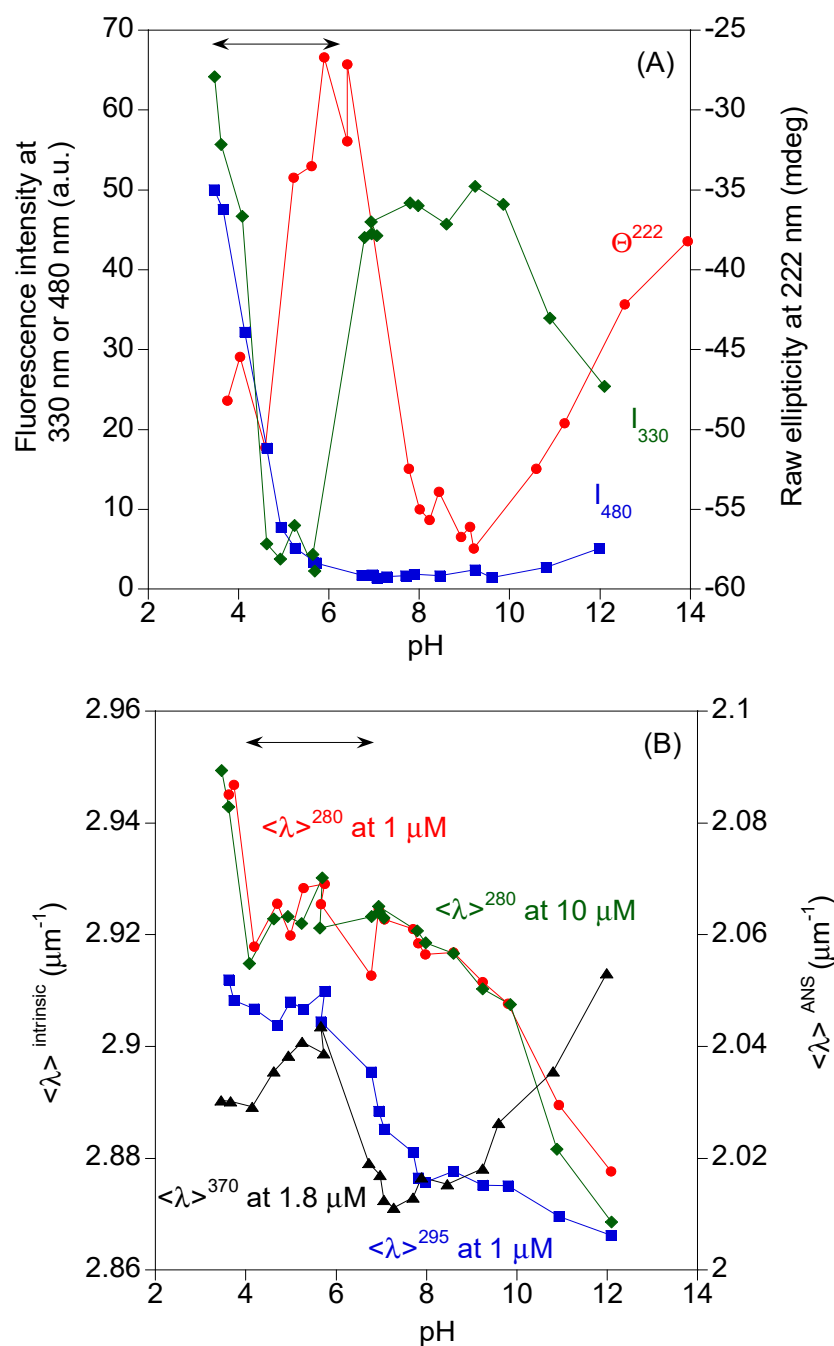 (A)
Fluorescence intensity at
330 nm or 480 nm (a.u.)
70
60
50
40
30
20
10
0
-25
-30
-35
-40
-45
-50
-55
-60
Raw ellipticity at 222 nm (mdeg)
Θ²²²
I₃₃₀
I₄₈₀
2 4 6 8 10 12 14
pH
(B)
<λ> ^intrinsic (μm⁻¹)
2.96
2.94
2.92
2.9
2.88
2.86
2.1
2.08
2.06
2.04
2.02
2
<λ> ^ANS (μm⁻¹)
<λ>²⁸⁰ at 1 μM
<λ>²⁸⁰ at 10 μM
<λ>³⁷⁰ at 1.8 μM
<λ>²⁹⁵ at 1 μM
2 4 6 8 10 12 14
pH